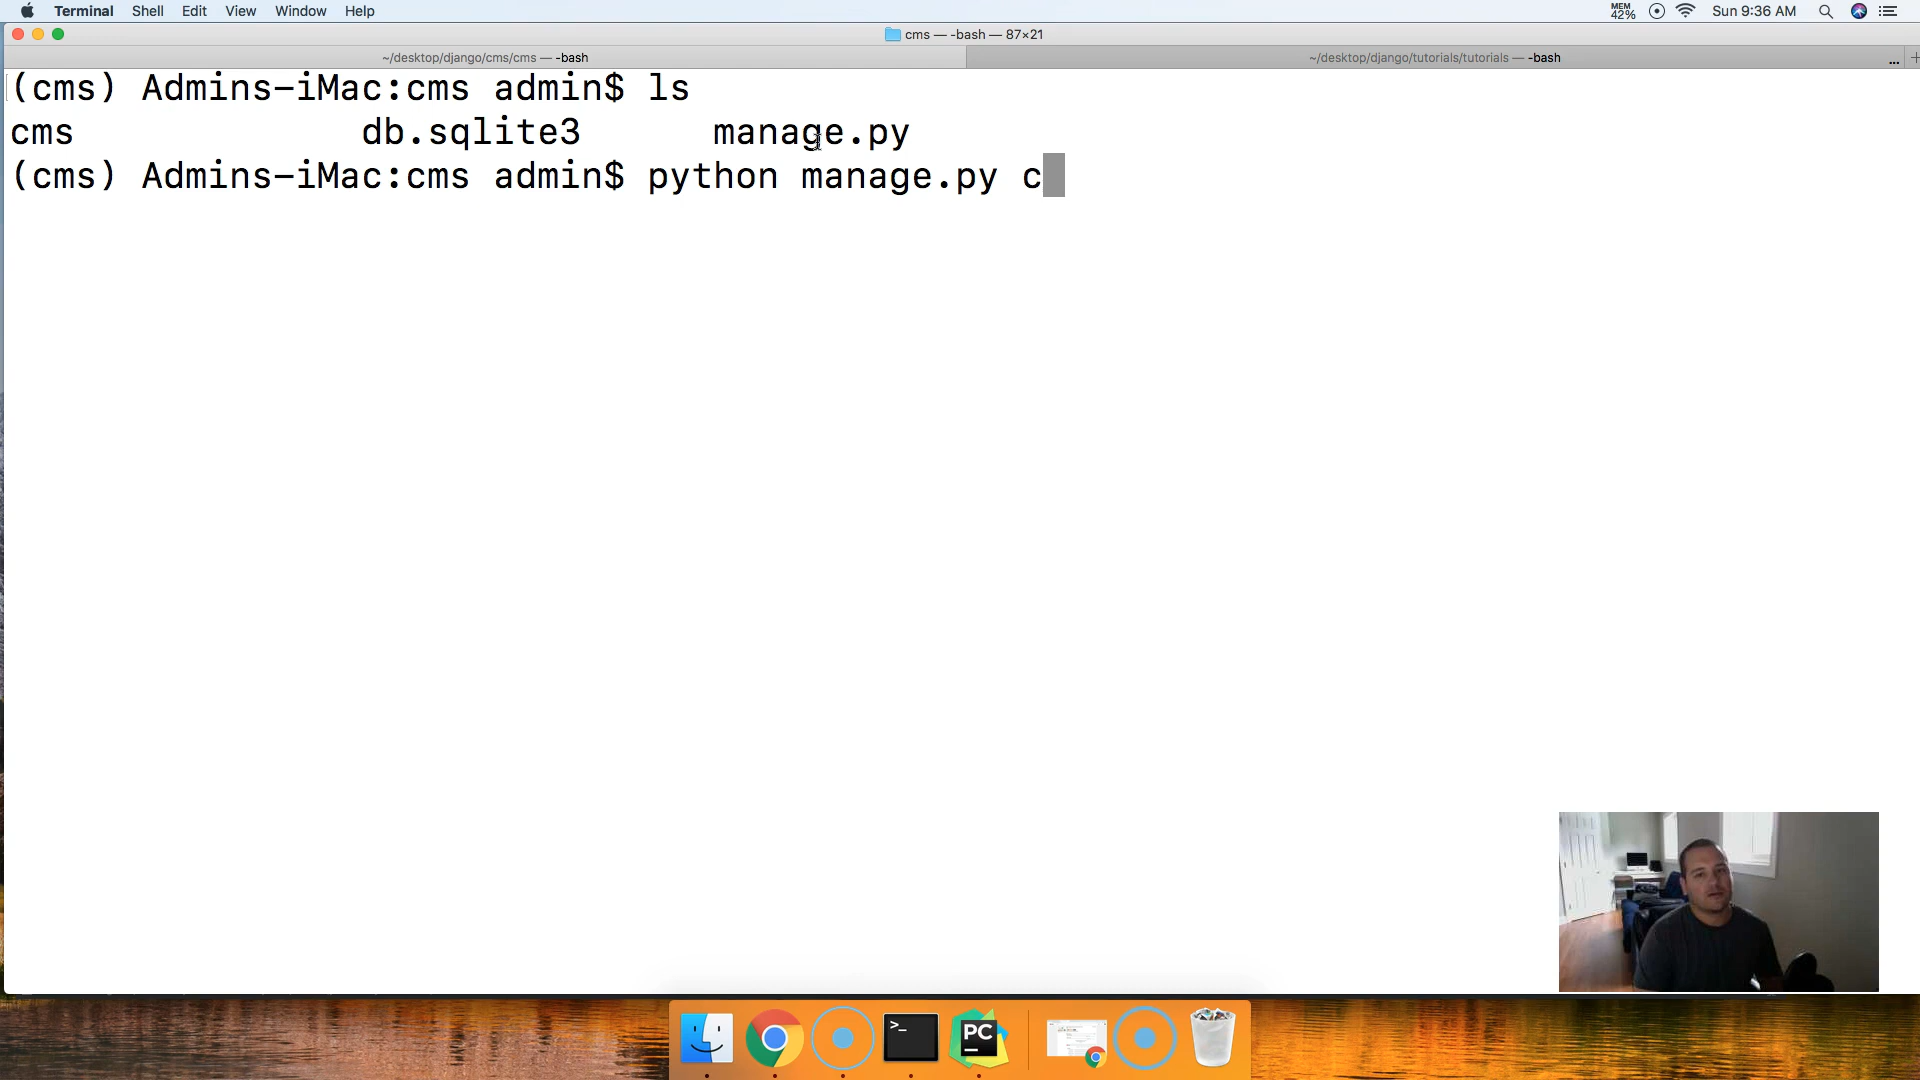 Terminal Shell Edit View Window Help MEM 42% Sun 9:36 AM
cms — -bash — 87×21
~/desktop/django/cms/cms — -bash ~/desktop/django/tutorials/tutorials — -bash ... +
(cms) Admins-iMac:cms admin$ ls
cms db.sqlite3 manage.py
(cms) Admins-iMac:cms admin$ python manage.py c
>_ PC